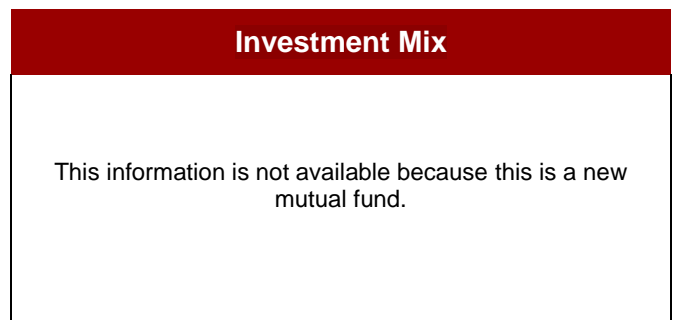 Investment Mix
This information is not available because this is a new
mutual fund.